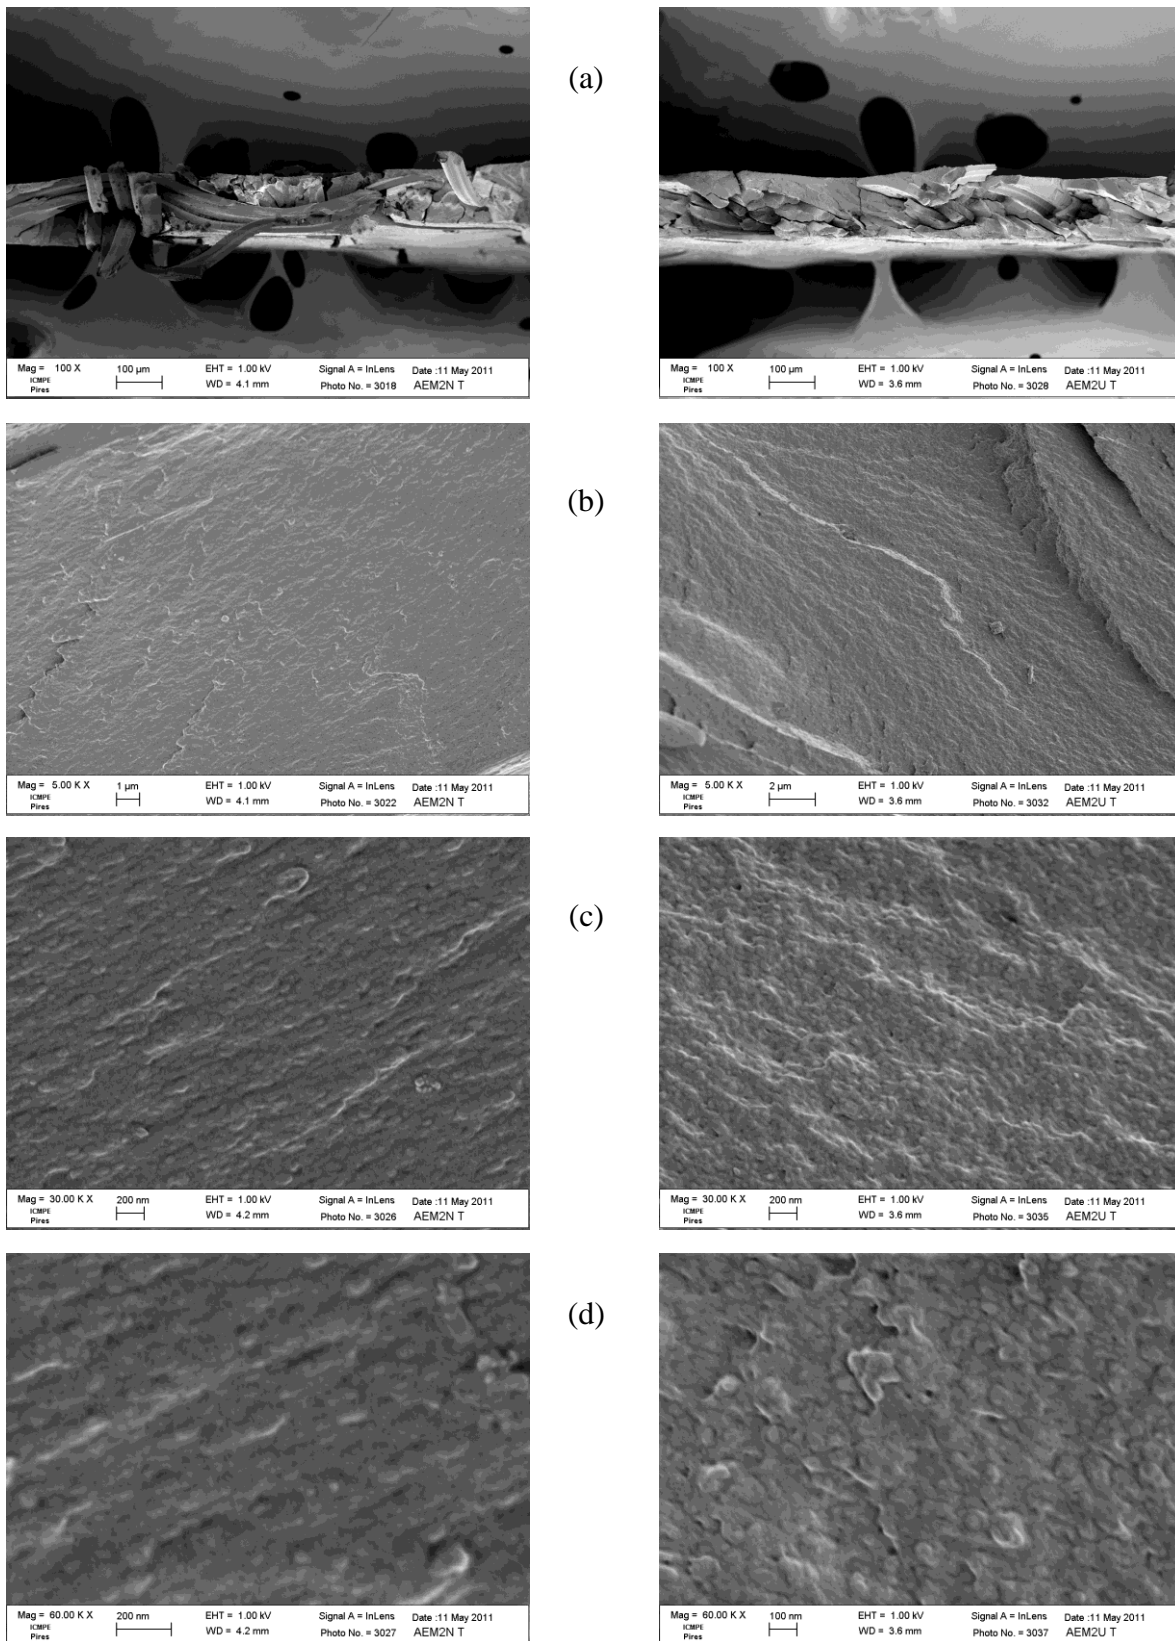 (a)
Mag = 100 X 100 µm EHT = 1.00 kV Signal A = InLens Date :11 May 2011
ICMPE
Pires WD = 4.1 mm Photo No. = 3018 AEM2N T
Mag = 100 X 100 µm EHT = 1.00 kV Signal A = InLens Date :11 May 2011
ICMPE
Pires WD = 3.6 mm Photo No. = 3028 AEM2U T
(b)
Mag = 5.00 K X 1 µm EHT = 1.00 kV Signal A = InLens Date :11 May 2011
ICMPE
Pires WD = 4.1 mm Photo No. = 3022 AEM2N T
Mag = 5.00 K X 2 µm EHT = 1.00 kV Signal A = InLens Date :11 May 2011
ICMPE
Pires WD = 3.6 mm Photo No. = 3032 AEM2U T
(c)
Mag = 30.00 K X 200 nm EHT = 1.00 kV Signal A = InLens Date :11 May 2011
ICMPE
Pires WD = 4.2 mm Photo No. = 3026 AEM2N T
Mag = 30.00 K X 200 nm EHT = 1.00 kV Signal A = InLens Date :11 May 2011
ICMPE
Pires WD = 3.6 mm Photo No. = 3035 AEM2U T
(d)
Mag = 60.00 K X 200 nm EHT = 1.00 kV Signal A = InLens Date :11 May 2011
ICMPE
Pires WD = 4.2 mm Photo No. = 3027 AEM2N T
Mag = 60.00 K X 100 nm EHT = 1.00 kV Signal A = InLens Date :11 May 2011
ICMPE
Pires WD = 3.6 mm Photo No. = 3037 AEM2U T